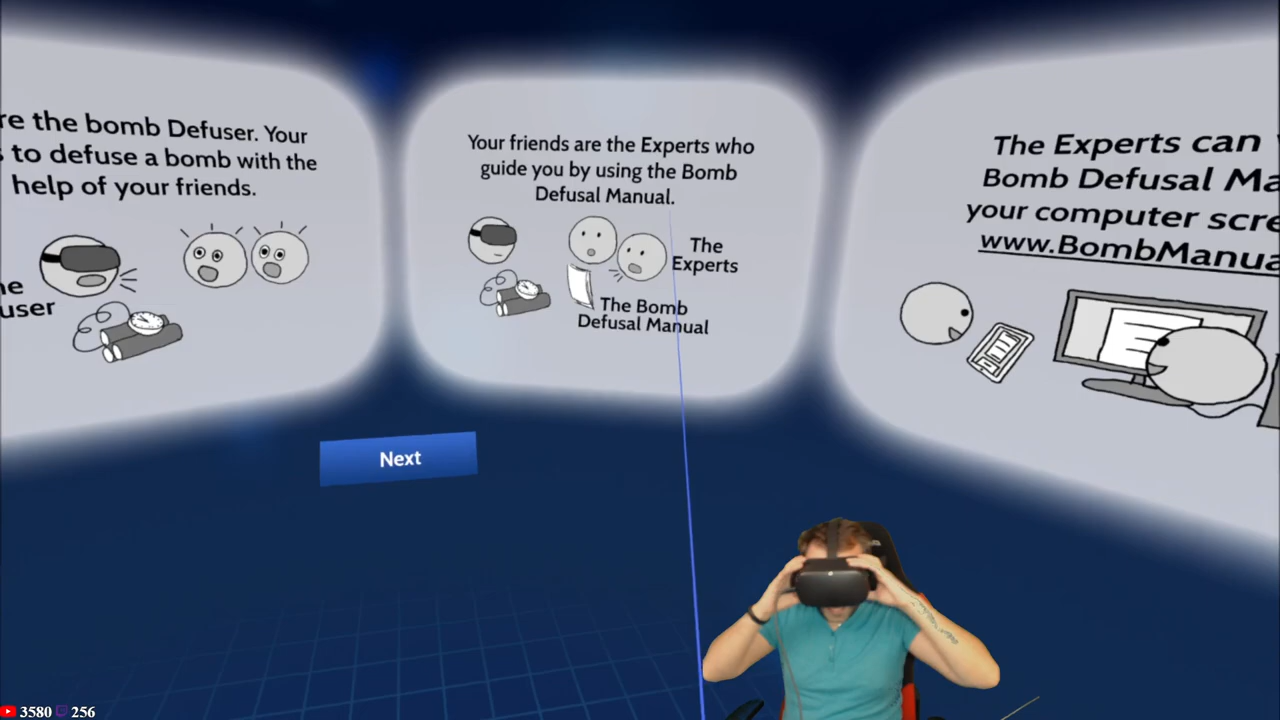 re the bomb Defuser. Your
to defuse a bomb with the
help of your friends.
user
Your friends are the Experts who
guide you by using the Bomb
Defusal Manual.
The
Experts
The Bomb
Defusal Manual
The Experts can
Bomb Defusal Ma
your computer scre
www.BombManua
Next
3580 256